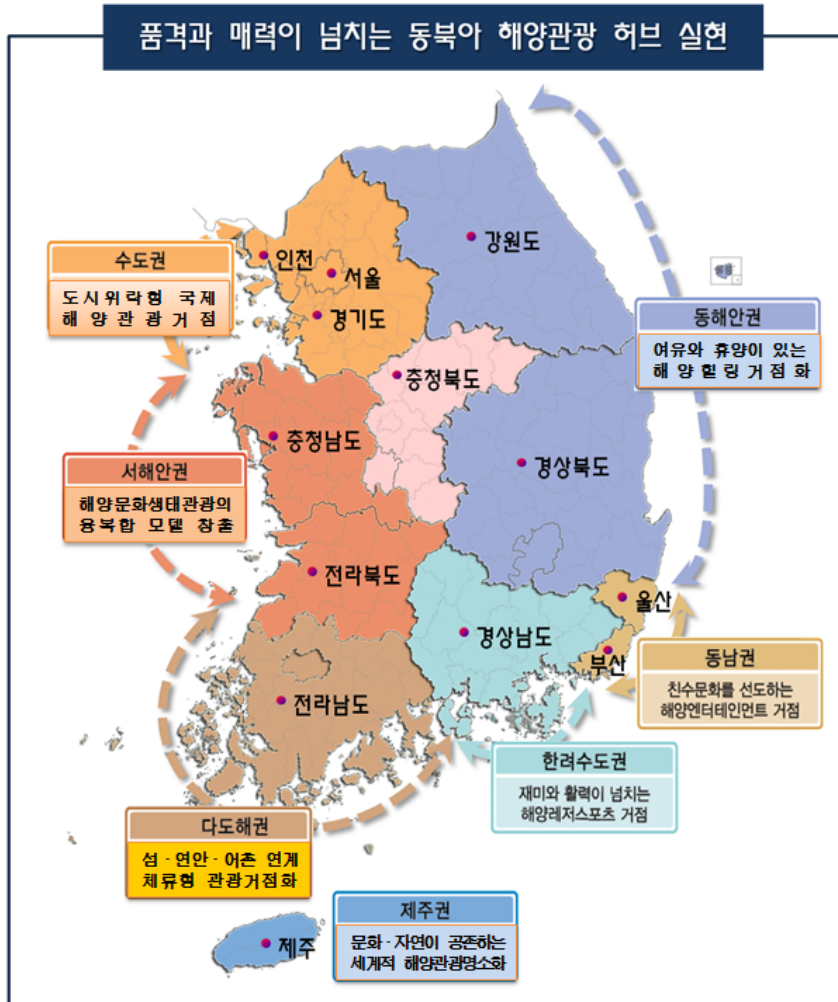 품격과 매력이 넘치는 동북아 해양관광 허브 실현
강원도
인천
서울
경기도
수도권
도시위락형 국제
해양관광거점
동해안권
여유와 휴양이 있는
해양힐링거점화
충청북도
충청남도
경상북도
서해안권
해양문화생태관광의
융복합 모델 창출
전라북도
울산
경상남도
부산
동남권
친수문화를 선도하는
해양엔터테인먼트 거점
전라남도
한려수도권
재미와 활력이 넘치는
해양레저스포츠 거점
다도해권
섬·연안·어촌 연계
체류형 관광거점화
제주권
문화·자연이 공존하는
세계적 해양관광명소화
제주